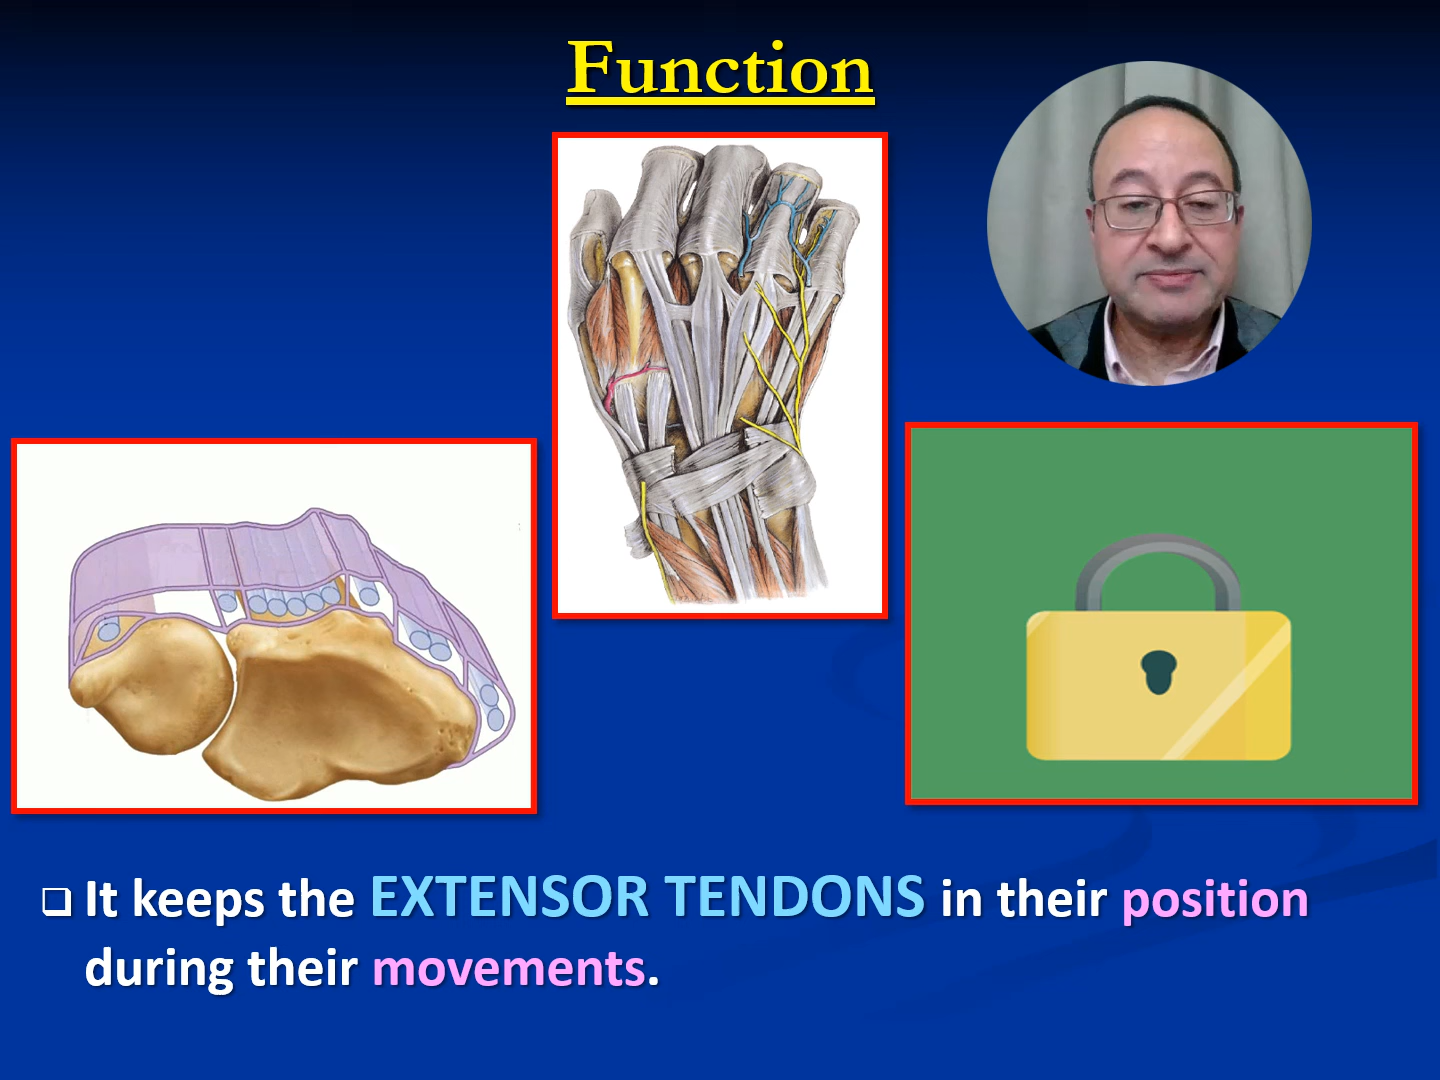 Function
It keeps the EXTENSOR TENDONS in their position
during their movements.